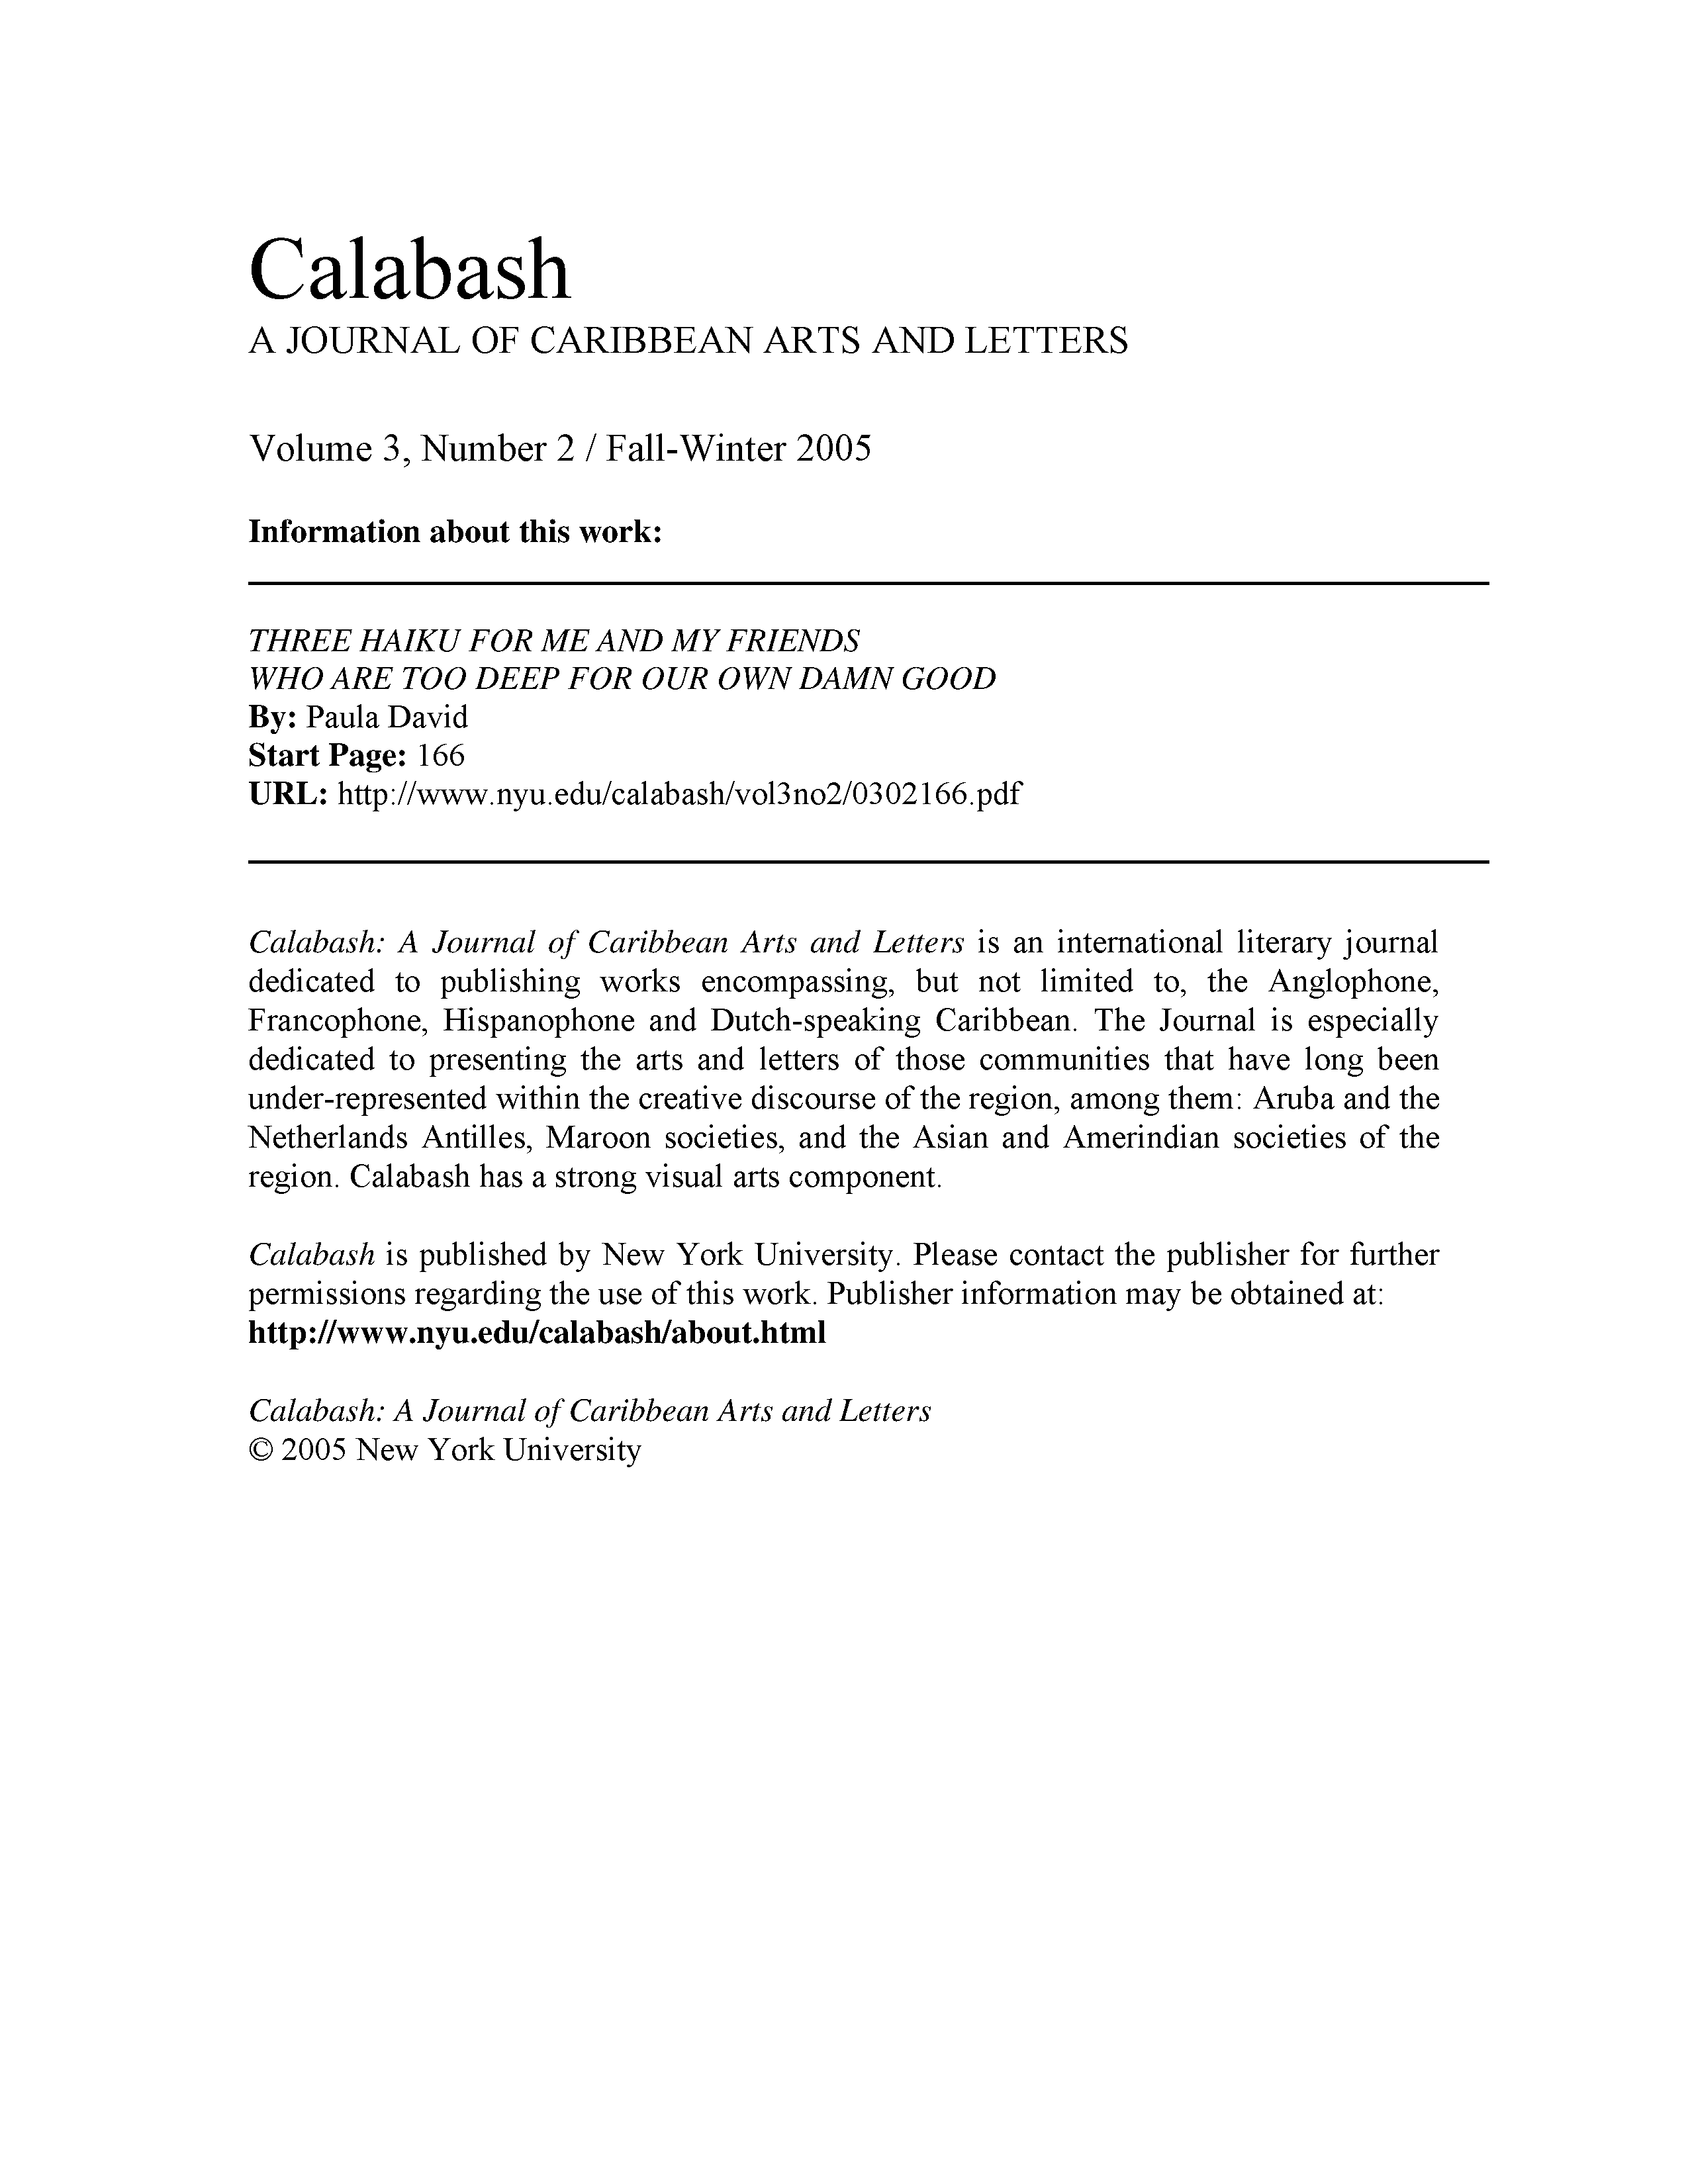 Calabash
A JOURNAL OF CARIBBEAN ARTS AND LETTERS
Volume 3, Number 2 / Fall-Winter 2005
Information about this work:
THREE HAIKU FOR ME AND MY FRIENDS
WHO ARE TOO DEEP FOR OUR OWN DAMN GOOD
By: Paula David
Start Page: 166
URL: http://www.nyu.edu/calabash/vol3no2/0302166.pdf
Calabash: A Journal of Caribbean Arts and Letters is an international literary journal
dedicated to publishing works encompassing, but not limited to, the Anglophone,
Francophone, Hispanophone and Dutch-speaking Caribbean. The Journal is especially
dedicated to presenting the arts and letters of those communities that have long been
under-represented within the creative discourse of the region, among them: Aruba and the
Netherlands Antilles, Maroon societies, and the Asian and Amerindian societies of the
region. Calabash has a strong visual arts component.
Calabash is published by New York University. Please contact the publisher for further
permissions regarding the use of this work. Publisher information may be obtained at:
http://www.nyu.edu/calabash/about.html
Calabash: A Journal of Caribbean Arts and Letters
© 2005 New York University